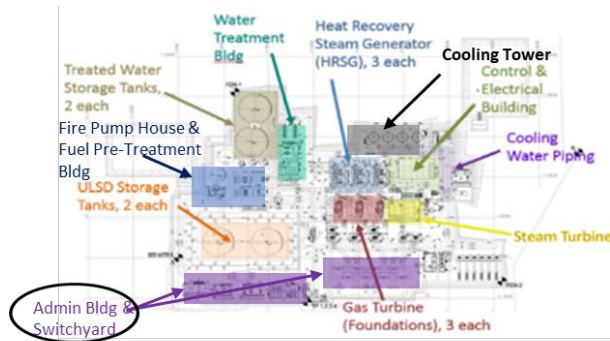 Water
Treatment
Bldg
Heat Recovery
Steam Generator
(HRSG), 3 each
Cooling Tower
Control &
Electrical
Building
Treated Water
Storage Tanks,
2 each
Fire Pump House &
Fuel Pre-Treatment
Bldg
Cooling
Water Piping
ULSD Storage
Tanks, 2 each
Steam Turbine
Admin Bldg &
Switchyard
Gas Turbine
(Foundations), 3 each